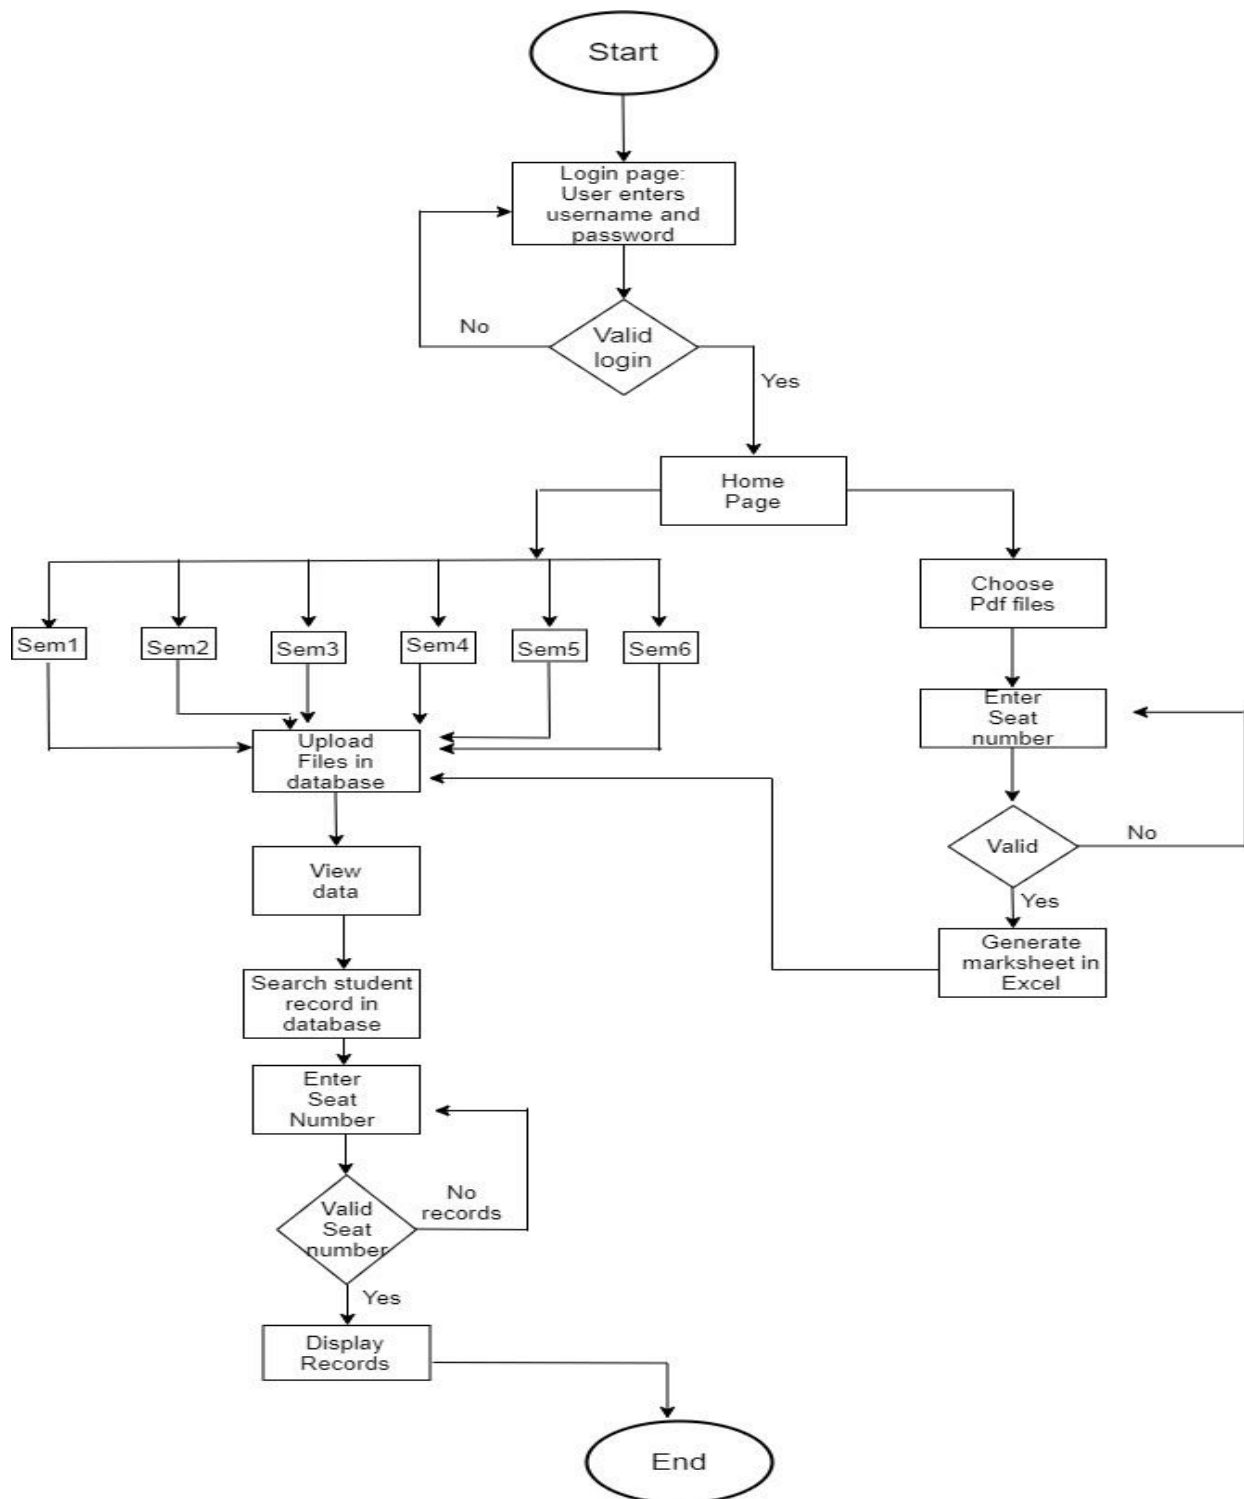 Start
Login page:
User enters
username and
password
No
Valid
login
Yes
Home
Page
Choose
Pdf files
Sem1
Sem2
Sem3
Sem4
Sem5
Sem6
Enter
Seat
number
Upload
Files in
database
Valid
No
Yes
View
data
Generate
marksheet in
Excel
Search student
record in
database
Enter
Seat
Number
No
records
Valid
Seat
number
Yes
Display
Records
End